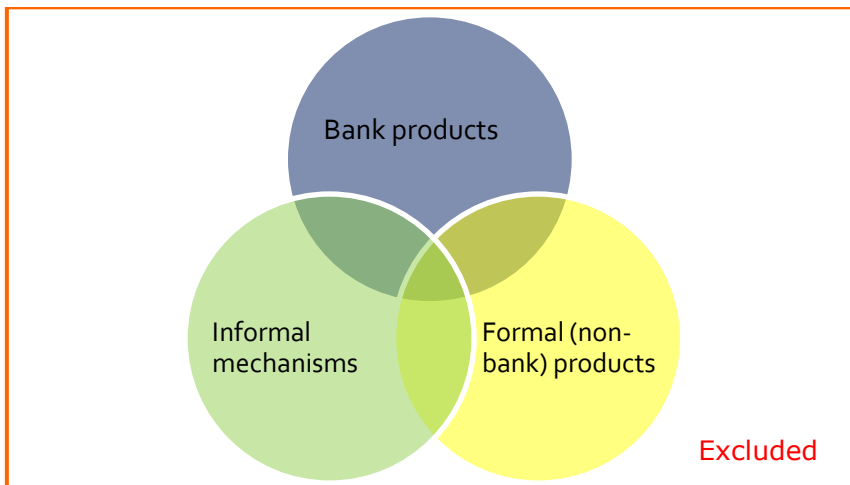 Bank products
Informal
mechanisms
Formal (non-
bank) products
Excluded